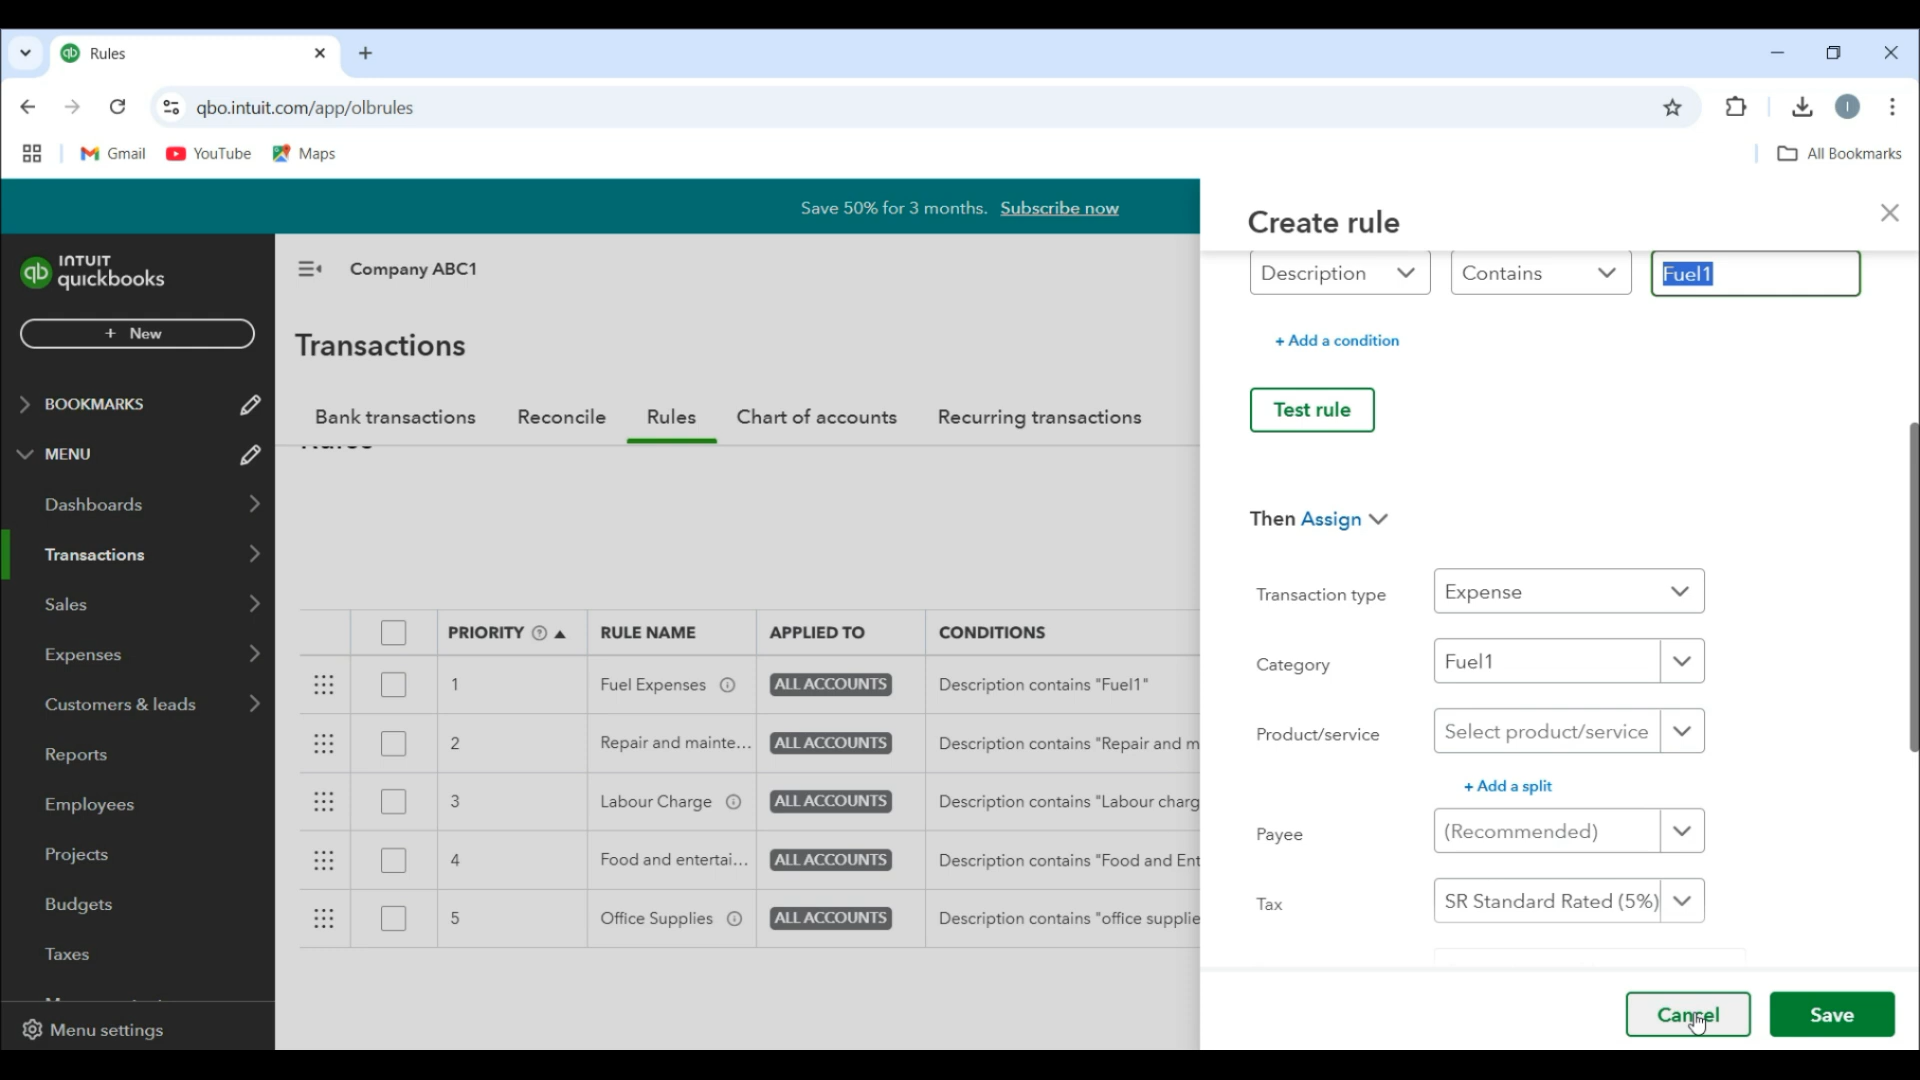 Rules
qbo.intuit.com/app/olbrules
Gmail
YouTube
Maps
All Bookmarks
Save 50% for 3 months. Subscribe now
INTUIT
quickbooks
+ New
BOOKMARKS
MENU
Dashboards
Transactions
Sales
Expenses
Customers & leads
Reports
Employees
Projects
Budgets
Taxes
Menu settings
Company ABC1
Transactions
Bank transactions Reconcile Rules Chart of accounts Recurring transactions
PRIORITY RULE NAME APPLIED TO CONDITIONS
1 Fuel Expenses ALL ACCOUNTS Description contains "Fuel1"
2 Repair and mainte... ALL ACCOUNTS Description contains "Repair and m
3 Labour Charge ALL ACCOUNTS Description contains "Labour charg
4 Food and entertai... ALL ACCOUNTS Description contains "Food and Ent
5 Office Supplies ALL ACCOUNTS Description contains "office supplie
Create rule
Description Contains Fuel1
+ Add a condition
Test rule
Then Assign
Transaction type Expense
Category Fuel1
Product/service Select product/service
+ Add a split
Payee (Recommended)
Tax SR Standard Rated (5%)
Cancel Save